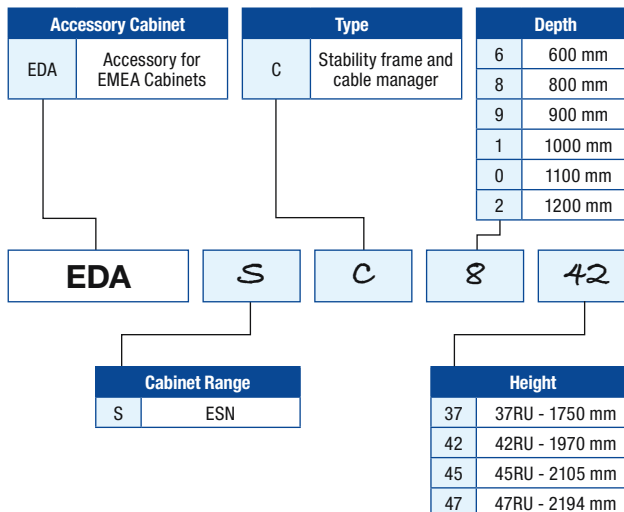 Accessory Cabinet
EDA Accessory for EMEA Cabinets
Type
C Stability frame and cable manager
Depth
6 600 mm
8 800 mm
9 900 mm
1 1000 mm
0 1100 mm
2 1200 mm
EDA S C 8 42
Cabinet Range
S ESN
Height
37 37RU - 1750 mm
42 42RU - 1970 mm
45 45RU - 2105 mm
47 47RU - 2194 mm